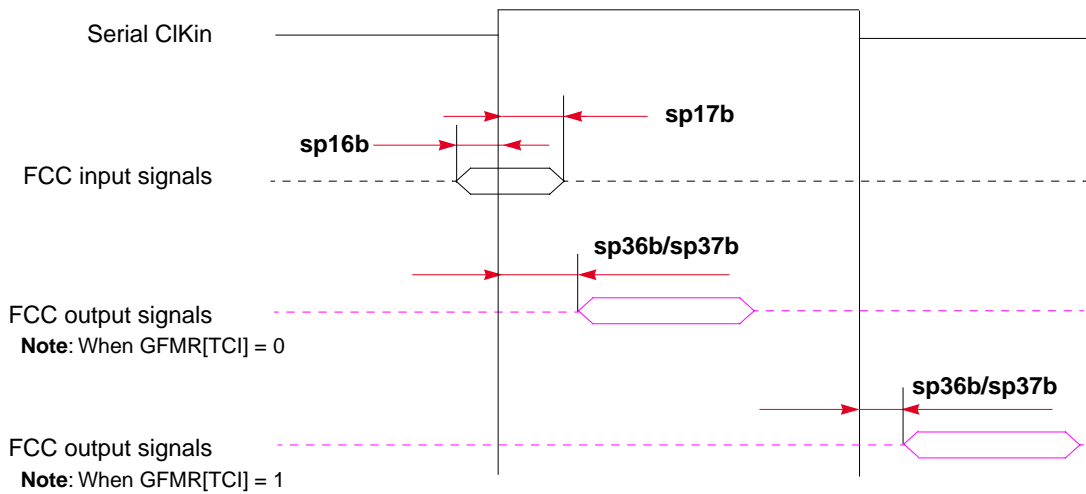 Serial ClKin
sp17b
sp16b
FCC input signals
sp36b/sp37b
FCC output signals
Note: When GFMR[TCI] = 0
sp36b/sp37b
FCC output signals
Note: When GFMR[TCI] = 1